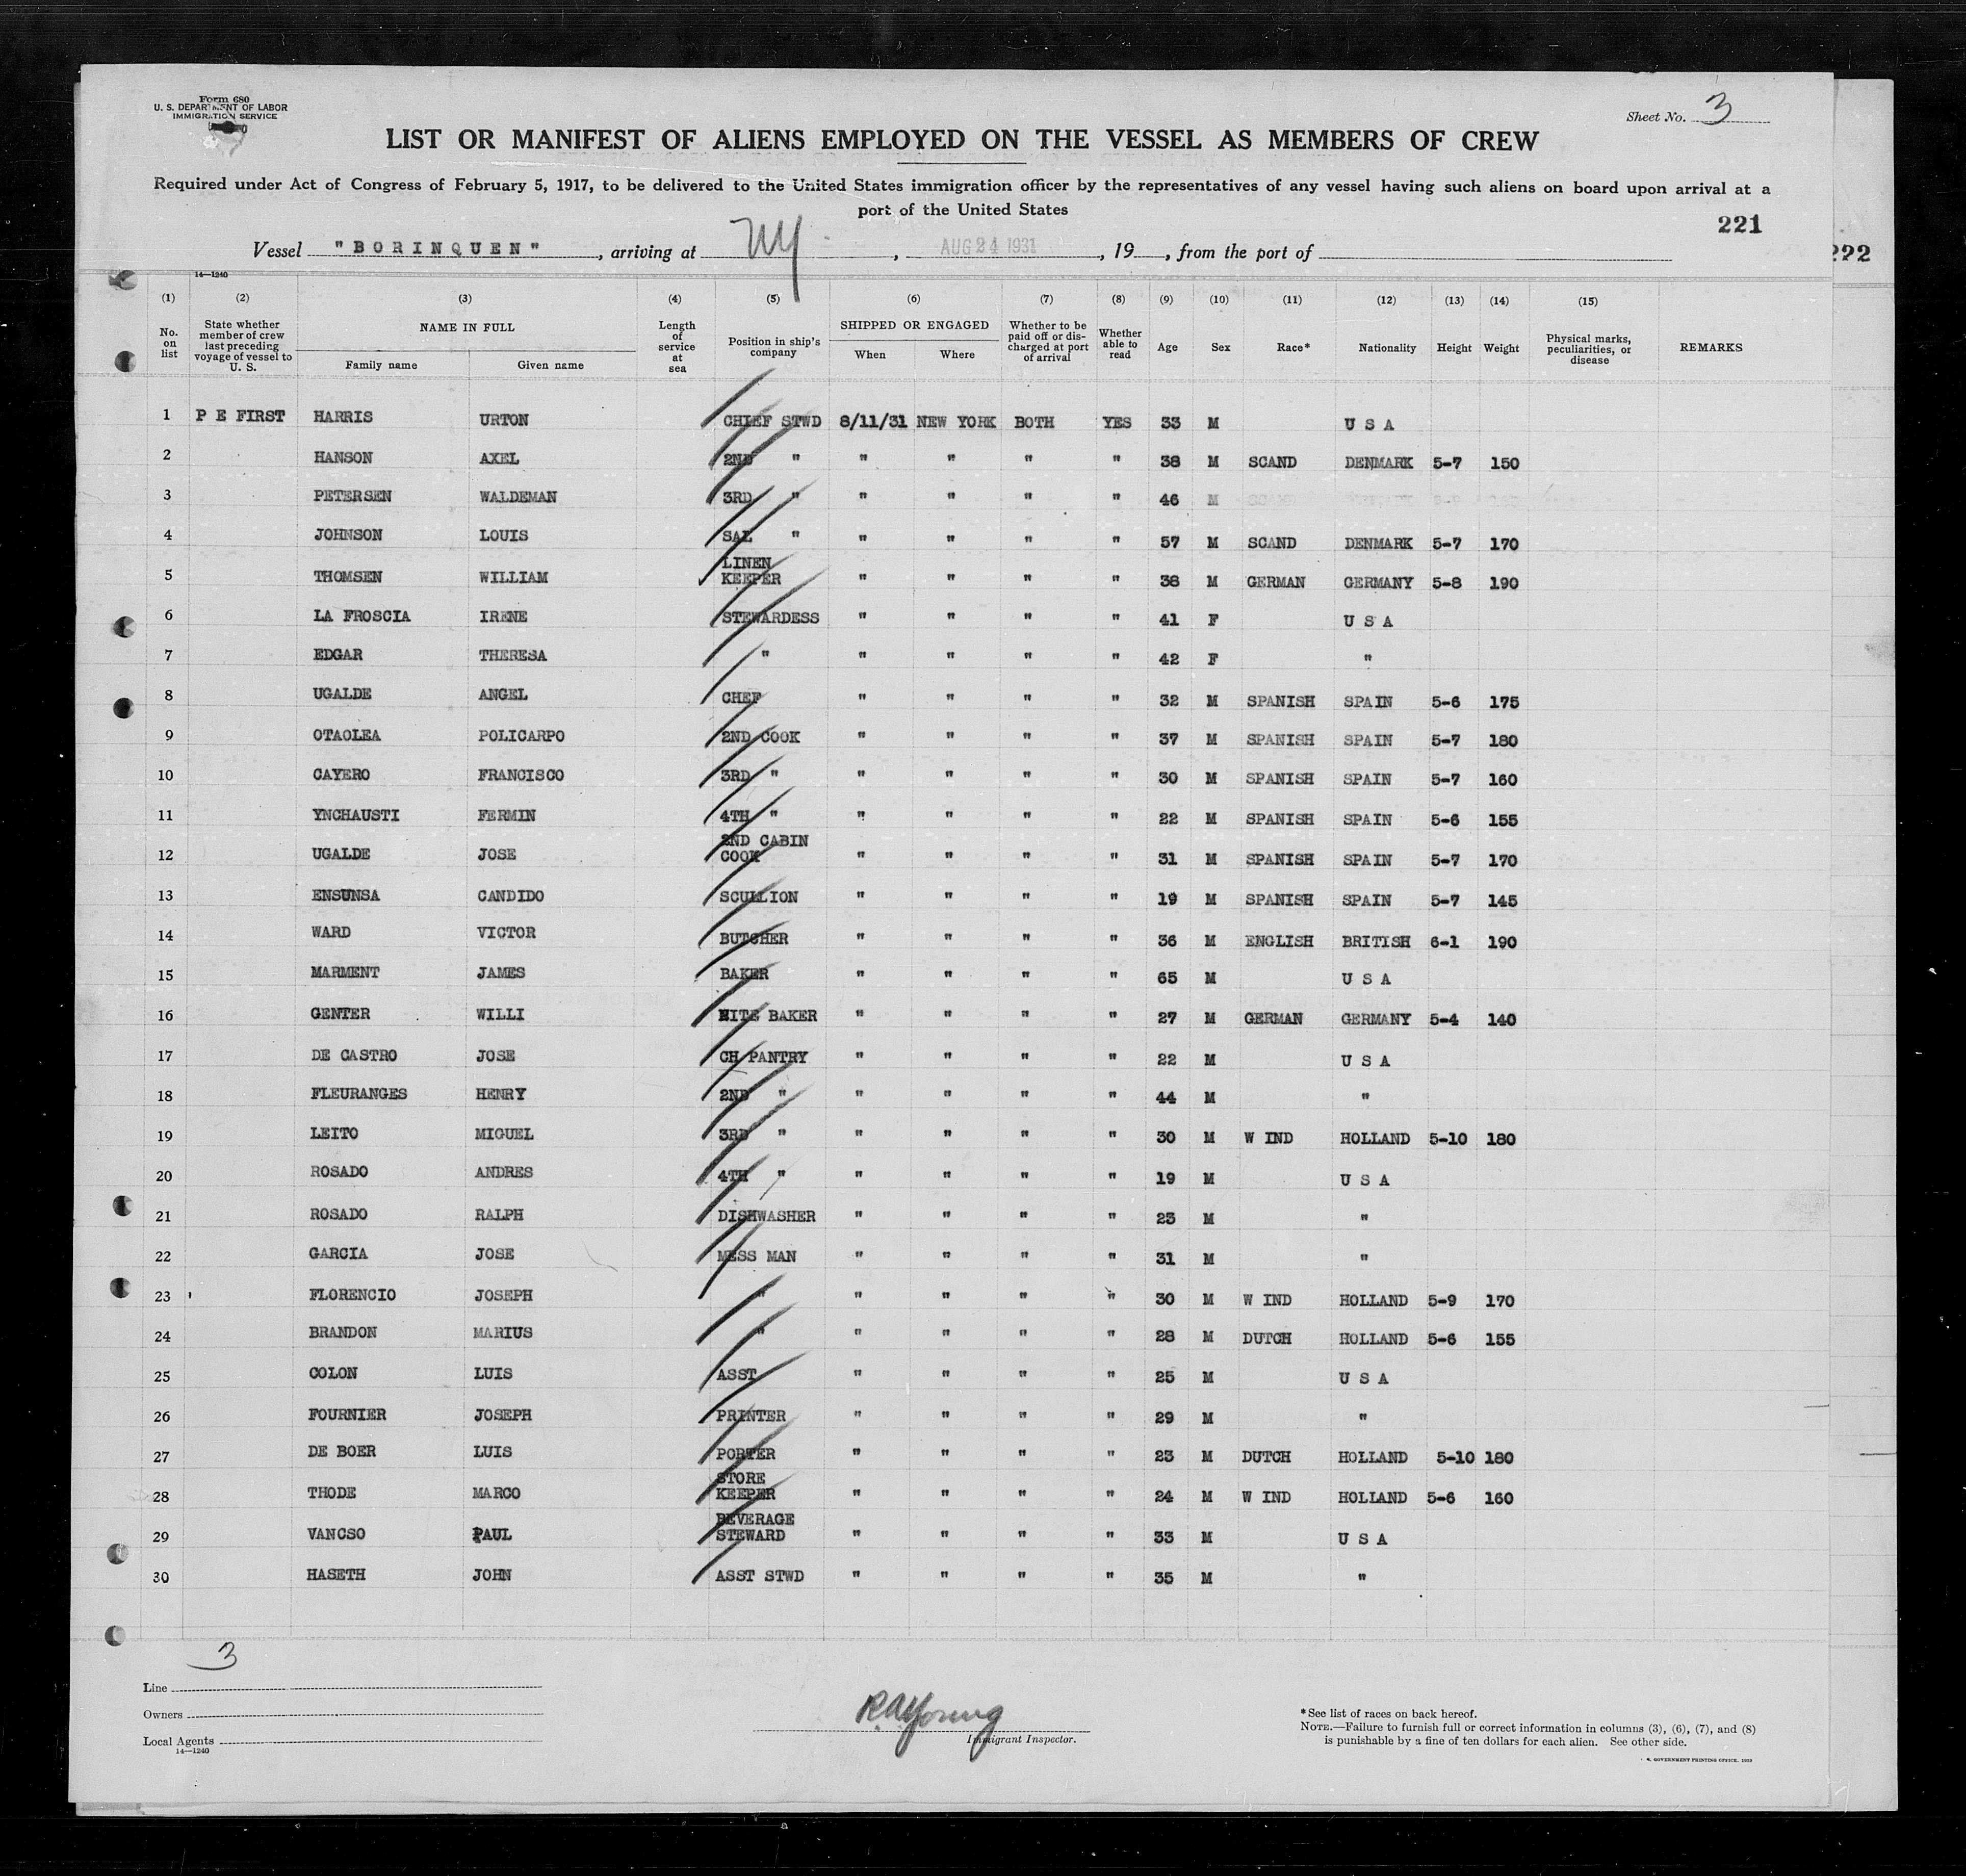 Form 680
U. S. DEPARTMENT OF LABOR
IMMIGRATION SERVICE
Sheet No. 3
LIST OR MANIFEST OF ALIENS EMPLOYED ON THE VESSEL AS MEMBERS OF CREW
Required under Act of Congress of February 5, 1917, to be delivered to the United States immigration officer by the representatives of any vessel having such aliens on board upon arrival at a
port of the United States
221
Vessel "BORINQUEN", arriving at NY, AUG 24 1931, 19__, from the port of
222
14—1240
(1) (2) (3) (4) (5) (6) (7) (8) (9) (10) (11) (12) (13) (14) (15)
No. on list State whether member of crew last preceding voyage of vessel to U. S. NAME IN FULL Family name Given name Length of service at sea Position in ship's company SHIPPED OR ENGAGED When Where Whether to be paid off or discharged at port of arrival Whether able to read Age Sex Race* Nationality Height Weight Physical marks, peculiarities, or disease REMARKS
1 P E FIRST HARRIS URTON CHIEF STWD 8/11/31 NEW YORK BOTH YES 33 M U S A
2 HANSON AXEL 2ND " " " " " 38 M SCAND DENMARK 5-7 150
3 PETERSEN WALDEMAN 3RD " " " " " 46 M
4 JOHNSON LOUIS SAL " " " " " 57 M SCAND DENMARK 5-7 170
5 THOMSEN WILLIAM LINEN KEEPER " " " " 38 M GERMAN GERMANY 5-8 190
6 LA FROSCIA IRENE STEWARDESS " " " " 41 F U S A
7 EDGAR THERESA " " " " " 42 F "
8 UGALDE ANGEL CHEF " " " " 32 M SPANISH SPAIN 5-6 175
9 OTAOLEA POLICARPO 2ND COOK " " " " 37 M SPANISH SPAIN 5-7 180
10 CAYERO FRANCISCO 3RD " " " " " 30 M SPANISH SPAIN 5-7 160
11 YNCHAUSTI FERMIN 4TH " " " " " 22 M SPANISH SPAIN 5-6 155
12 UGALDE JOSE 2ND CABIN COOK " " " " 31 M SPANISH SPAIN 5-7 170
13 ENSUNSA CANDIDO SCULLION " " " " 19 M SPANISH SPAIN 5-7 145
14 WARD VICTOR BUTCHER " " " " 36 M ENGLISH BRITISH 6-1 190
15 MARMENT JAMES BAKER " " " " 65 M U S A
16 GENTER WILLI NITE BAKER " " " " 27 M GERMAN GERMANY 5-4 140
17 DE CASTRO JOSE CH PANTRY " " " " 22 M U S A
18 FLEURANGES HENRY 2ND " " " " " 44 M "
19 LEITO MIGUEL 3RD " " " " " 30 M W IND HOLLAND 5-10 180
20 ROSADO ANDRES 4TH " " " " " 19 M U S A
21 ROSADO RALPH DISHWASHER " " " " 23 M "
22 GARCIA JOSE MESS MAN " " " " 31 M "
23 FLORENCIO JOSEPH " " " " " 30 M W IND HOLLAND 5-9 170
24 BRANDON MARIUS " " " " " 28 M DUTCH HOLLAND 5-6 155
25 COLON LUIS ASST " " " " 25 M U S A
26 FOURNIER JOSEPH PRINTER " " " " 29 M "
27 DE BOER LUIS PORTER " " " " 23 M DUTCH HOLLAND 5-10 180
28 THODE MARCO STORE KEEPER " " " " 24 M W IND HOLLAND 5-6 160
29 VANCSO PAUL BEVERAGE STEWARD " " " " 33 M U S A
30 HASETH JOHN ASST STWD " " " " 35 M "
3
Line
Owners
Local Agents
14—1240
R A Young
Immigrant Inspector.
*See list of races on back hereof.
NOTE.—Failure to furnish full or correct information in columns (3), (6), (7), and (8)
is punishable by a fine of ten dollars for each alien. See other side.
GOVERNMENT PRINTING OFFICE